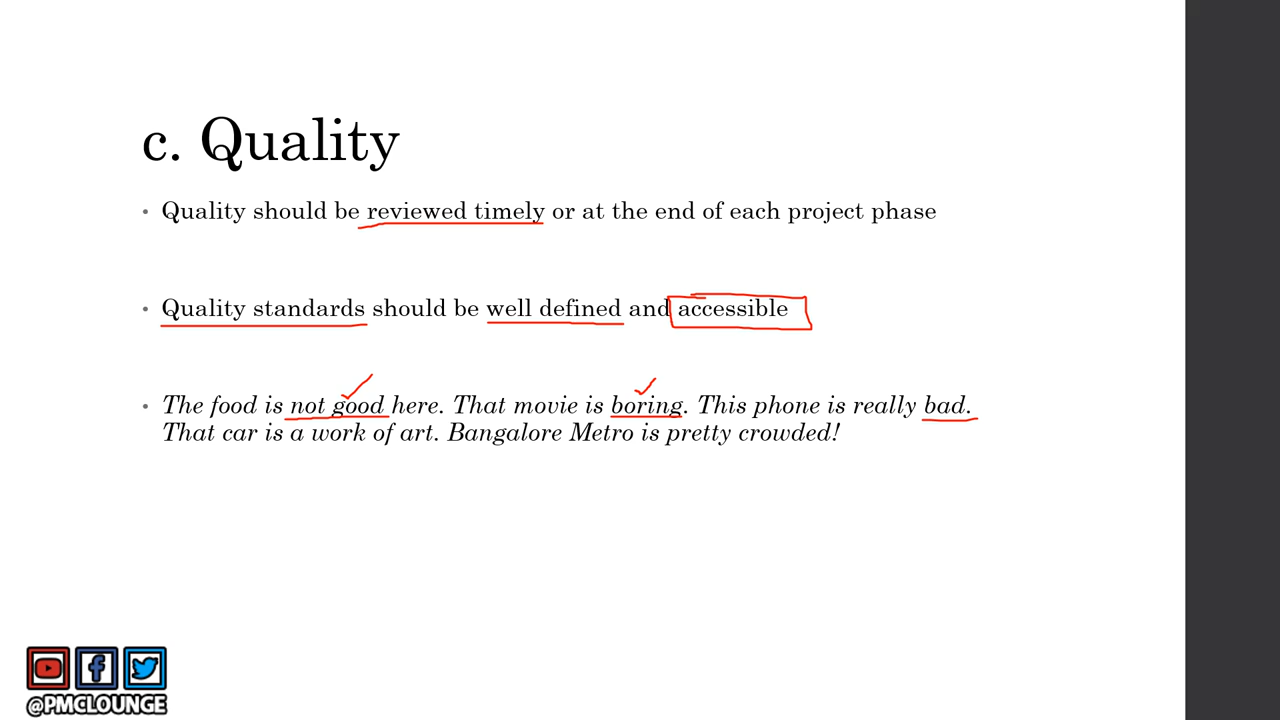 c. Quality
• Quality should be reviewed timely or at the end of each project phase
• Quality standards should be well defined and accessible
• The food is not good here. That movie is boring. This phone is really bad.
That car is a work of art. Bangalore Metro is pretty crowded!
@PMCLOUNGE